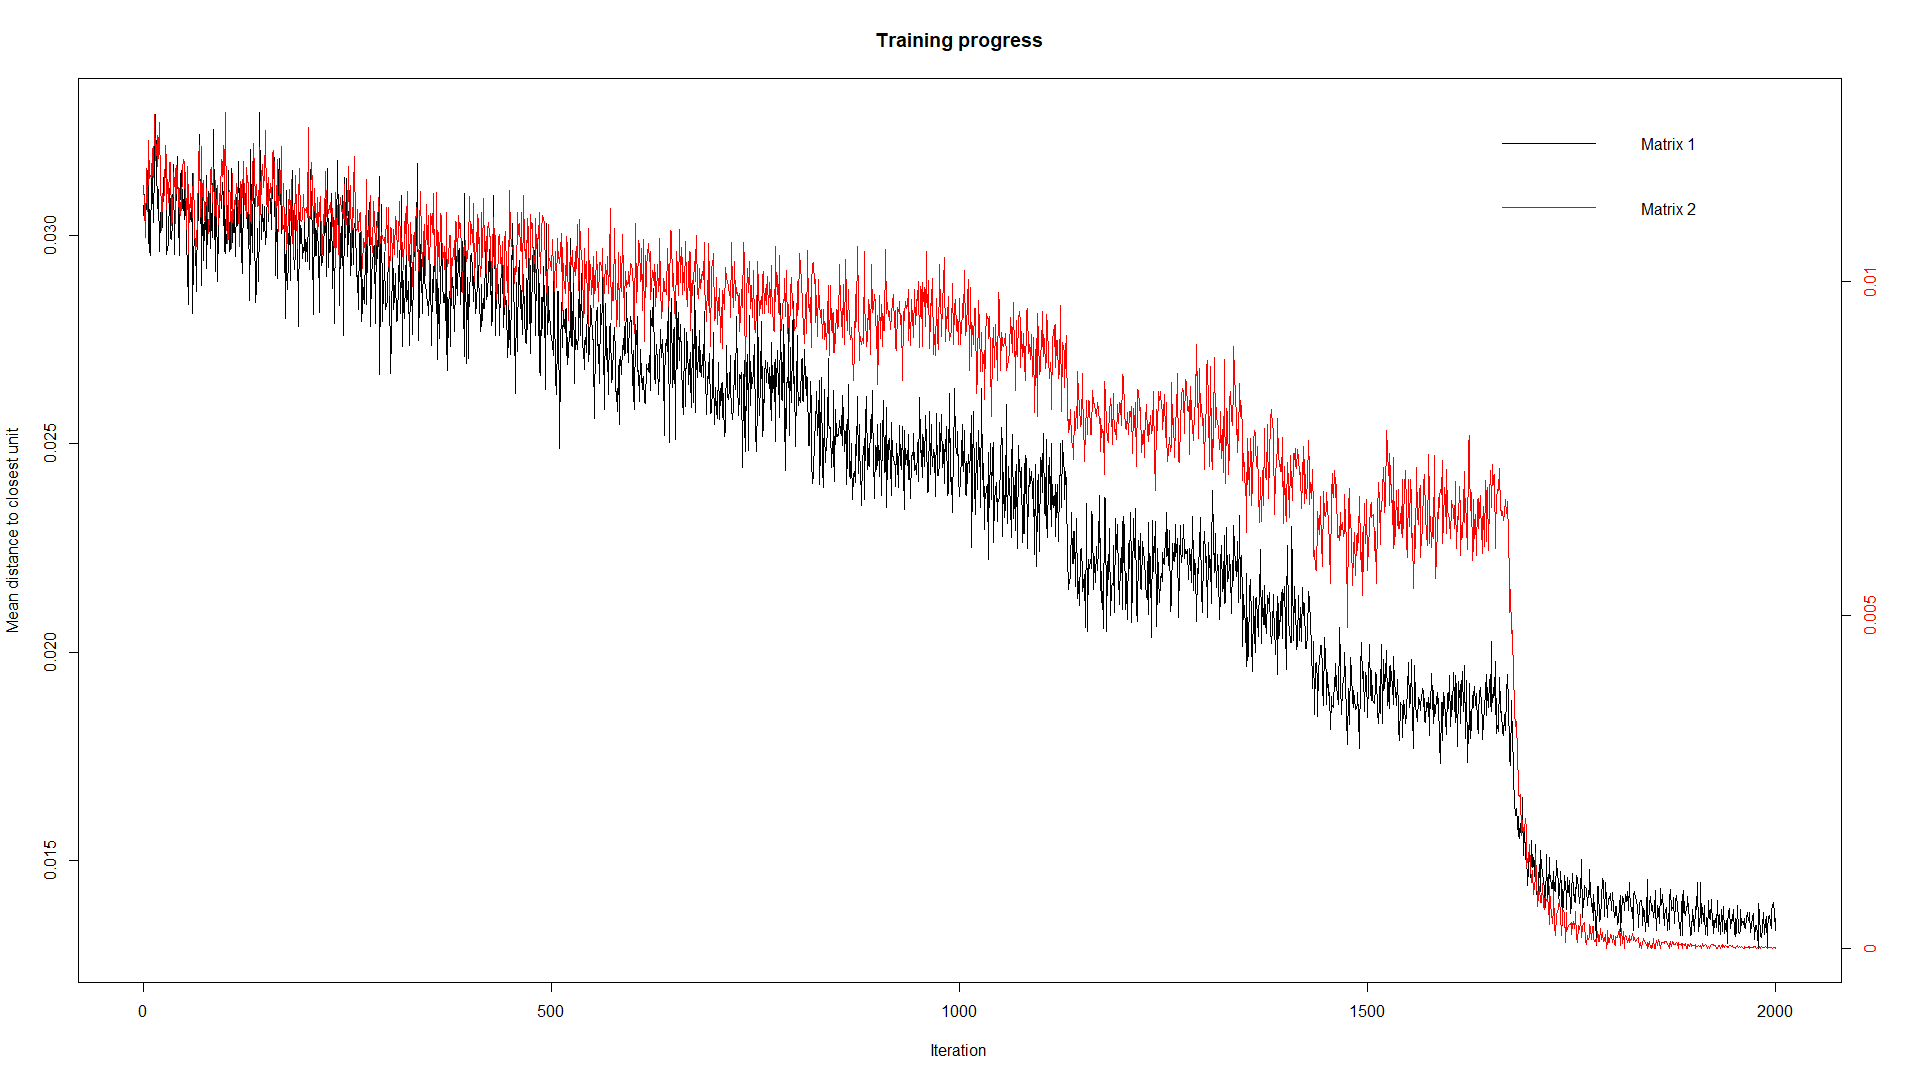 Training progress
Matrix 1
Matrix 2
Mean distance to closest unit
0.030
0.025
0.020
0.015
0.01
0.005
0
0
500
1000
1500
2000
Iteration